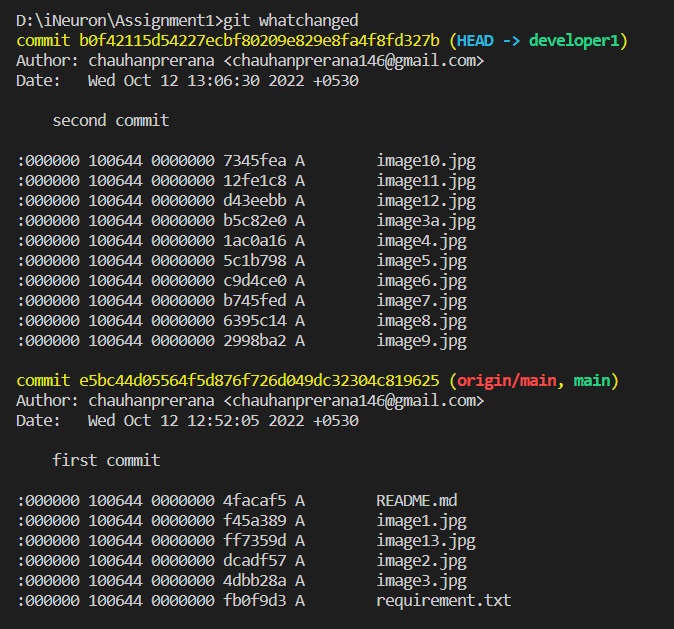 D:\iNeuron\Assignment1>git whatchanged
commit b0f42115d54227ecbf80209e829e8fa4f8fd327b (HEAD -> developer1)
Author: chauhanprerana <chauhanprerana146@gmail.com>
Date:   Wed Oct 12 13:06:30 2022 +0530
    second commit
:000000 100644 0000000 7345fea A        image10.jpg
:000000 100644 0000000 12fe1c8 A        image11.jpg
:000000 100644 0000000 d43eebb A        image12.jpg
:000000 100644 0000000 b5c82e0 A        image3a.jpg
:000000 100644 0000000 1ac0a16 A        image4.jpg
:000000 100644 0000000 5c1b798 A        image5.jpg
:000000 100644 0000000 c9d4ce0 A        image6.jpg
:000000 100644 0000000 b745fed A        image7.jpg
:000000 100644 0000000 6395c14 A        image8.jpg
:000000 100644 0000000 2998ba2 A        image9.jpg
commit e5bc44d05564f5d876f726d049dc32304c819625 (origin/main, main)
Author: chauhanprerana <chauhanprerana146@gmail.com>
Date:   Wed Oct 12 12:52:05 2022 +0530
    first commit
:000000 100644 0000000 4facaf5 A        README.md
:000000 100644 0000000 f45a389 A        image1.jpg
:000000 100644 0000000 ff7359d A        image13.jpg
:000000 100644 0000000 dcadf57 A        image2.jpg
:000000 100644 0000000 4dbb28a A        image3.jpg
:000000 100644 0000000 fb0f9d3 A        requirement.txt